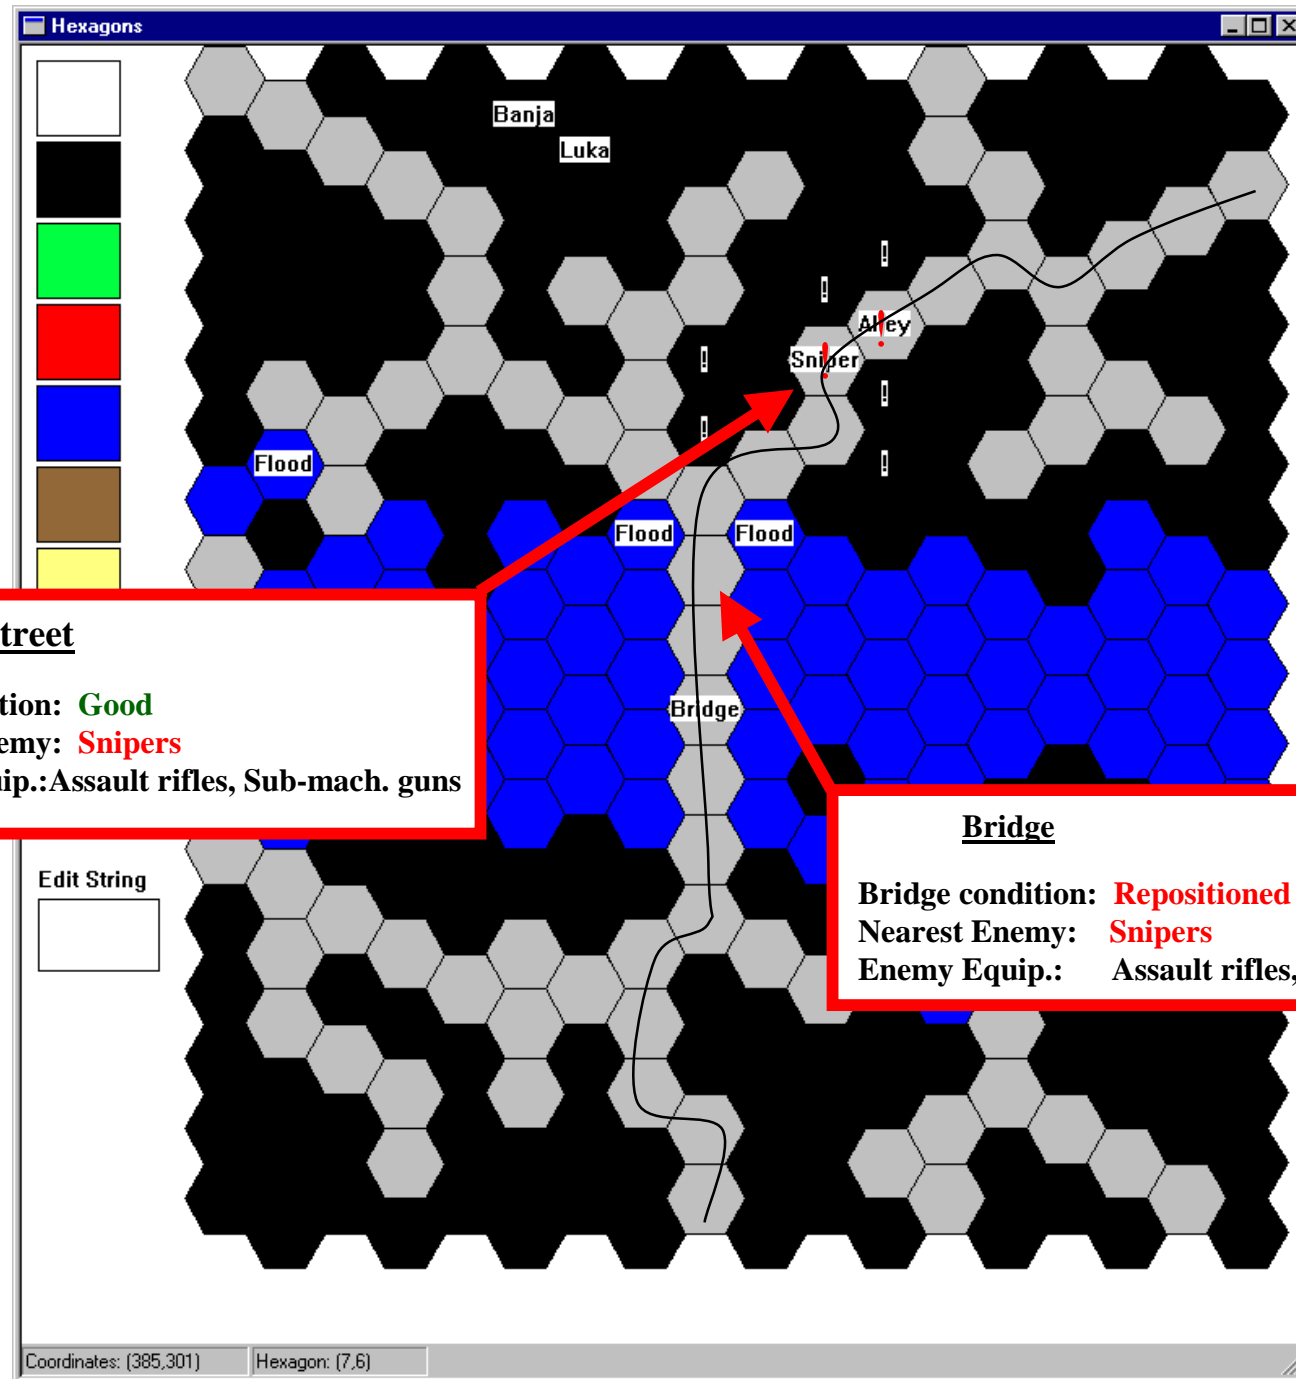 Hexagons
Banja
Luka
!
!
Alley
!
Sniper
!
!
!
!
!
Flood
Flood
Flood
treet
tion: Good
emy: Snipers
ip.:Assault rifles, Sub-mach. guns
Bridge
Bridge
Bridge condition: Repositioned
Nearest Enemy: Snipers
Enemy Equip.: Assault rifles,
Edit String
Coordinates: (385,301)
Hexagon: (7,6)